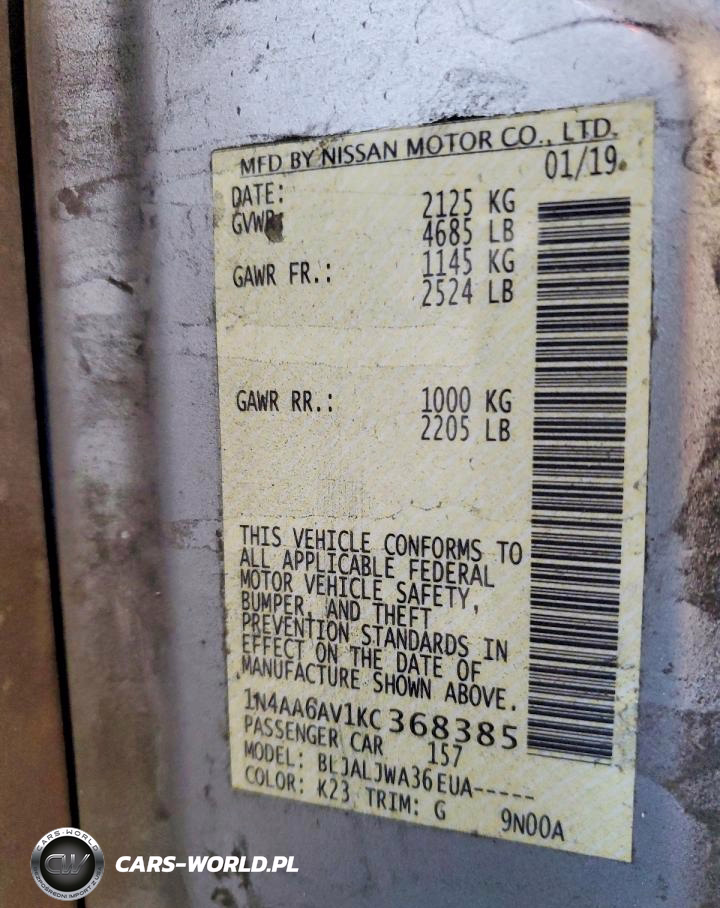 MFD BY NISSAN MOTOR CO., LTD.
DATE: 01/19
GVWR: 2125 KG
4685 LB
GAWR FR.: 1145 KG
2524 LB
GAWR RR.: 1000 KG
2205 LB
THIS VEHICLE CONFORMS TO
ALL APPLICABLE FEDERAL
MOTOR VEHICLE SAFETY,
BUMPER, AND THEFT
PREVENTION STANDARDS IN
EFFECT ON THE DATE OF
MANUFACTURE SHOWN ABOVE.
1N4AA6AV1KC368385
PASSENGER CAR 157
MODEL: BLJALJWA36EUA-----
COLOR: K23 TRIM: G 9N00A
CARS-WORLD
CW
CARS-WORLD.PL